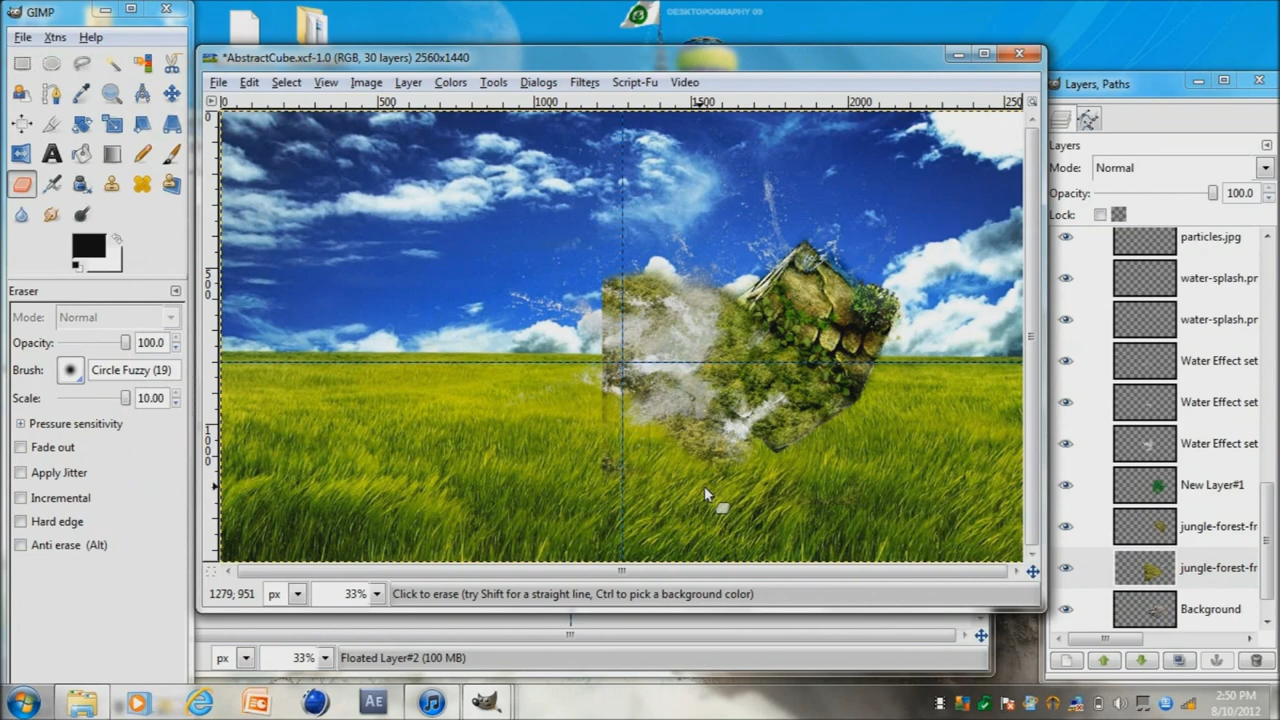 GIMP
File Xtns Help
DESKTOPOGRAPHY 09
*AbstractCube.xcf-1.0 (RGB, 30 layers) 2560x1440
File Edit Select View Image Layer Colors Tools Dialogs Filters Script-Fu Video
0 500 1000 1500 2000 250
0
500
1000
Eraser
Mode: Normal
Opacity: 100.0
Brush: Circle Fuzzy (19)
Scale: 10.00
Pressure sensitivity
Fade out
Apply Jitter
Incremental
Hard edge
Anti erase (Alt)
1279; 951 px 33% Click to erase (try Shift for a straight line, Ctrl to pick a background color)
px 33% Floated Layer#2 (100 MB)
Layers, Paths
Layers
Mode: Normal
Opacity: 100.0
Lock:
particles.jpg
water-splash.pr
water-splash.pr
Water Effect set
Water Effect set
Water Effect set
New Layer#1
jungle-forest-fr
jungle-forest-fr
Background
Ae
2:50 PM
8/10/2012